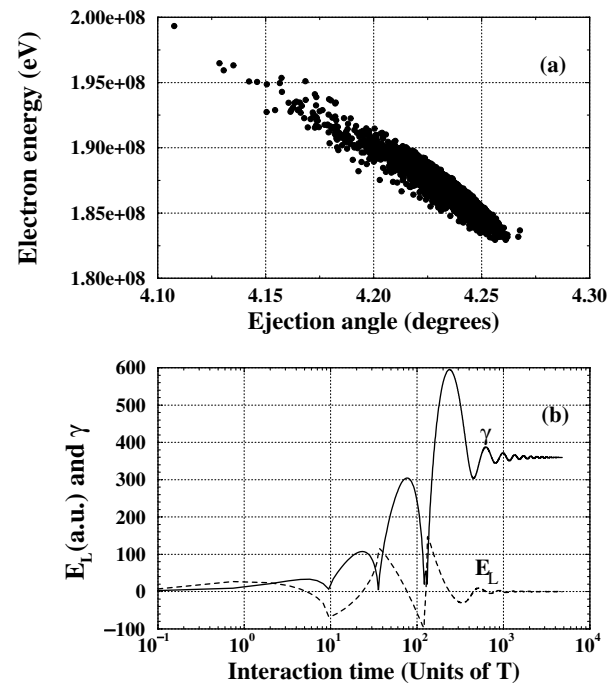 2.00e+08
(a)
1.95e+08
1.90e+08
1.85e+08
1.80e+08
Electron energy (eV)
4.10 4.15 4.20 4.25 4.30
Ejection angle (degrees)
600
(b)
500
γ
400
300
200
100
E_L
0
−100
E_L(a.u.) and γ
10^-1 10^0 10^1 10^2 10^3 10^4
Interaction time (Units of T)